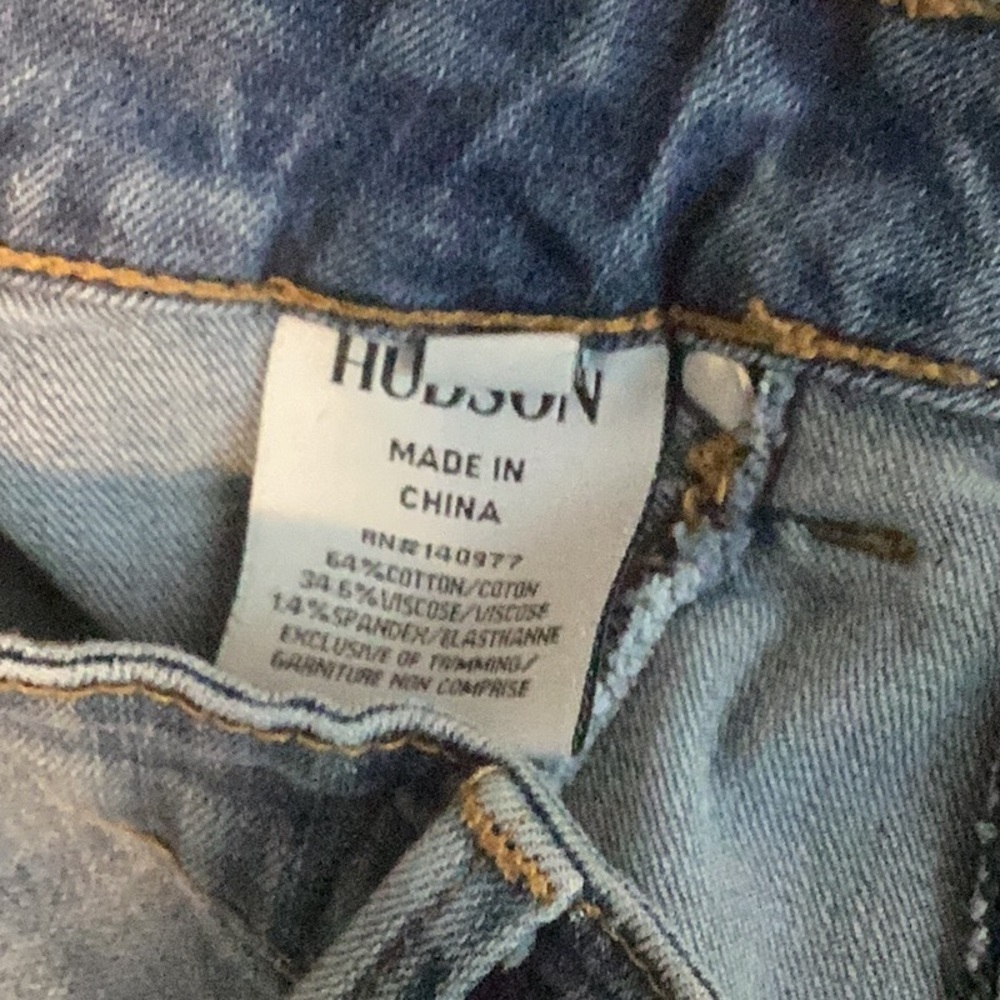 HUDSON
MADE IN
CHINA
RN#140977
64%COTTON/COTON
34.6%VISCOSE/VISCOSE
1.4%SPANDEX/ELASTHANNE
EXCLUSIVE OF TRIMMING/
GARNITURE NON COMPRISE